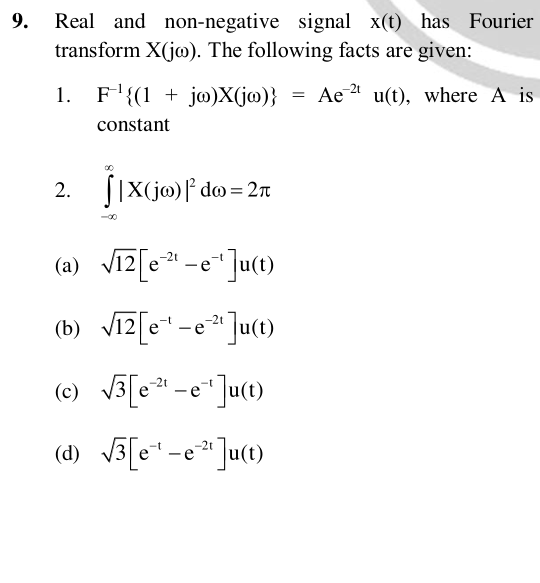 9. Real and non-negative signal x(t) has Fourier
transform X(jω). The following facts are given:
1. F⁻¹{(1 + jω)X(jω)} = Ae⁻²ᵗ u(t), where A is
constant
2. ∫_{-∞}^{∞} |X(jω)|² dω = 2π
(a) √12[e⁻²ᵗ – e⁻ᵗ]u(t)
(b) √12[e⁻ᵗ – e⁻²ᵗ]u(t)
(c) √3[e⁻²ᵗ – e⁻ᵗ]u(t)
(d) √3[e⁻ᵗ – e⁻²ᵗ]u(t)